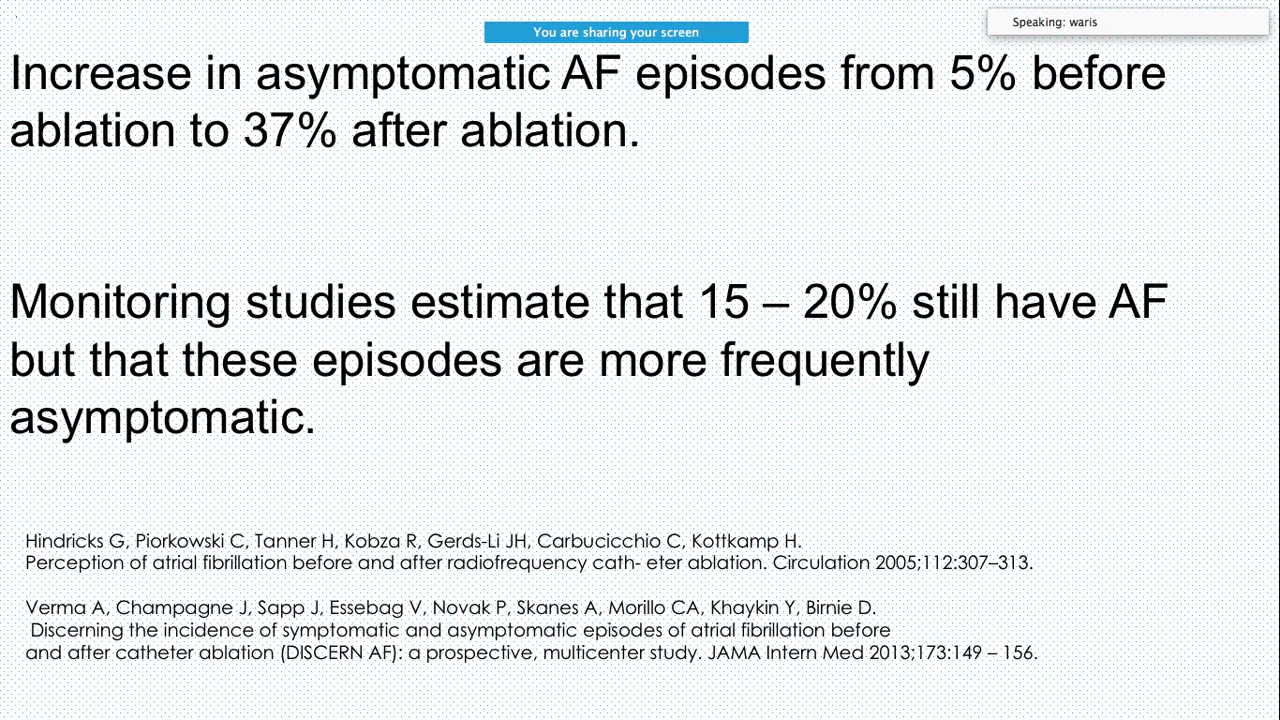 You are sharing your screen
Speaking: waris
Increase in asymptomatic AF episodes from 5% before
ablation to 37% after ablation.
Monitoring studies estimate that 15 – 20% still have AF
but that these episodes are more frequently
asymptomatic.
Hindricks G, Piorkowski C, Tanner H, Kobza R, Gerds-Li JH, Carbucicchio C, Kottkamp H.
Perception of atrial fibrillation before and after radiofrequency cath- eter ablation. Circulation 2005;112:307–313.
Verma A, Champagne J, Sapp J, Essebag V, Novak P, Skanes A, Morillo CA, Khaykin Y, Birnie D.
Discerning the incidence of symptomatic and asymptomatic episodes of atrial fibrillation before
and after catheter ablation (DISCERN AF): a prospective, multicenter study. JAMA Intern Med 2013;173:149 – 156.